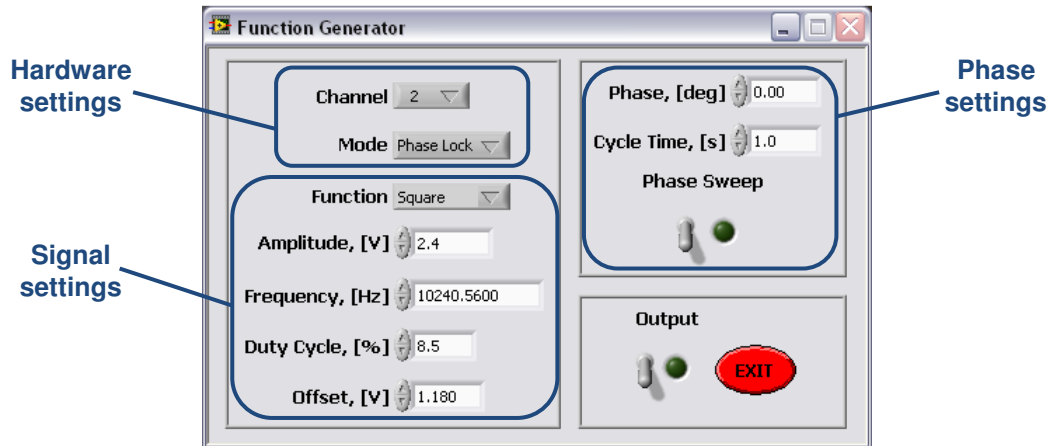 Function Generator
Hardware
settings
Channel 2
Mode Phase Lock
Signal
settings
Function Square
Amplitude, [V] 2.4
Frequency, [Hz] 10240.5600
Duty Cycle, [%] 8.5
Offset, [V] 1.180
Phase
settings
Phase, [deg] 0.00
Cycle Time, [s] 1.0
Phase Sweep
Output
EXIT